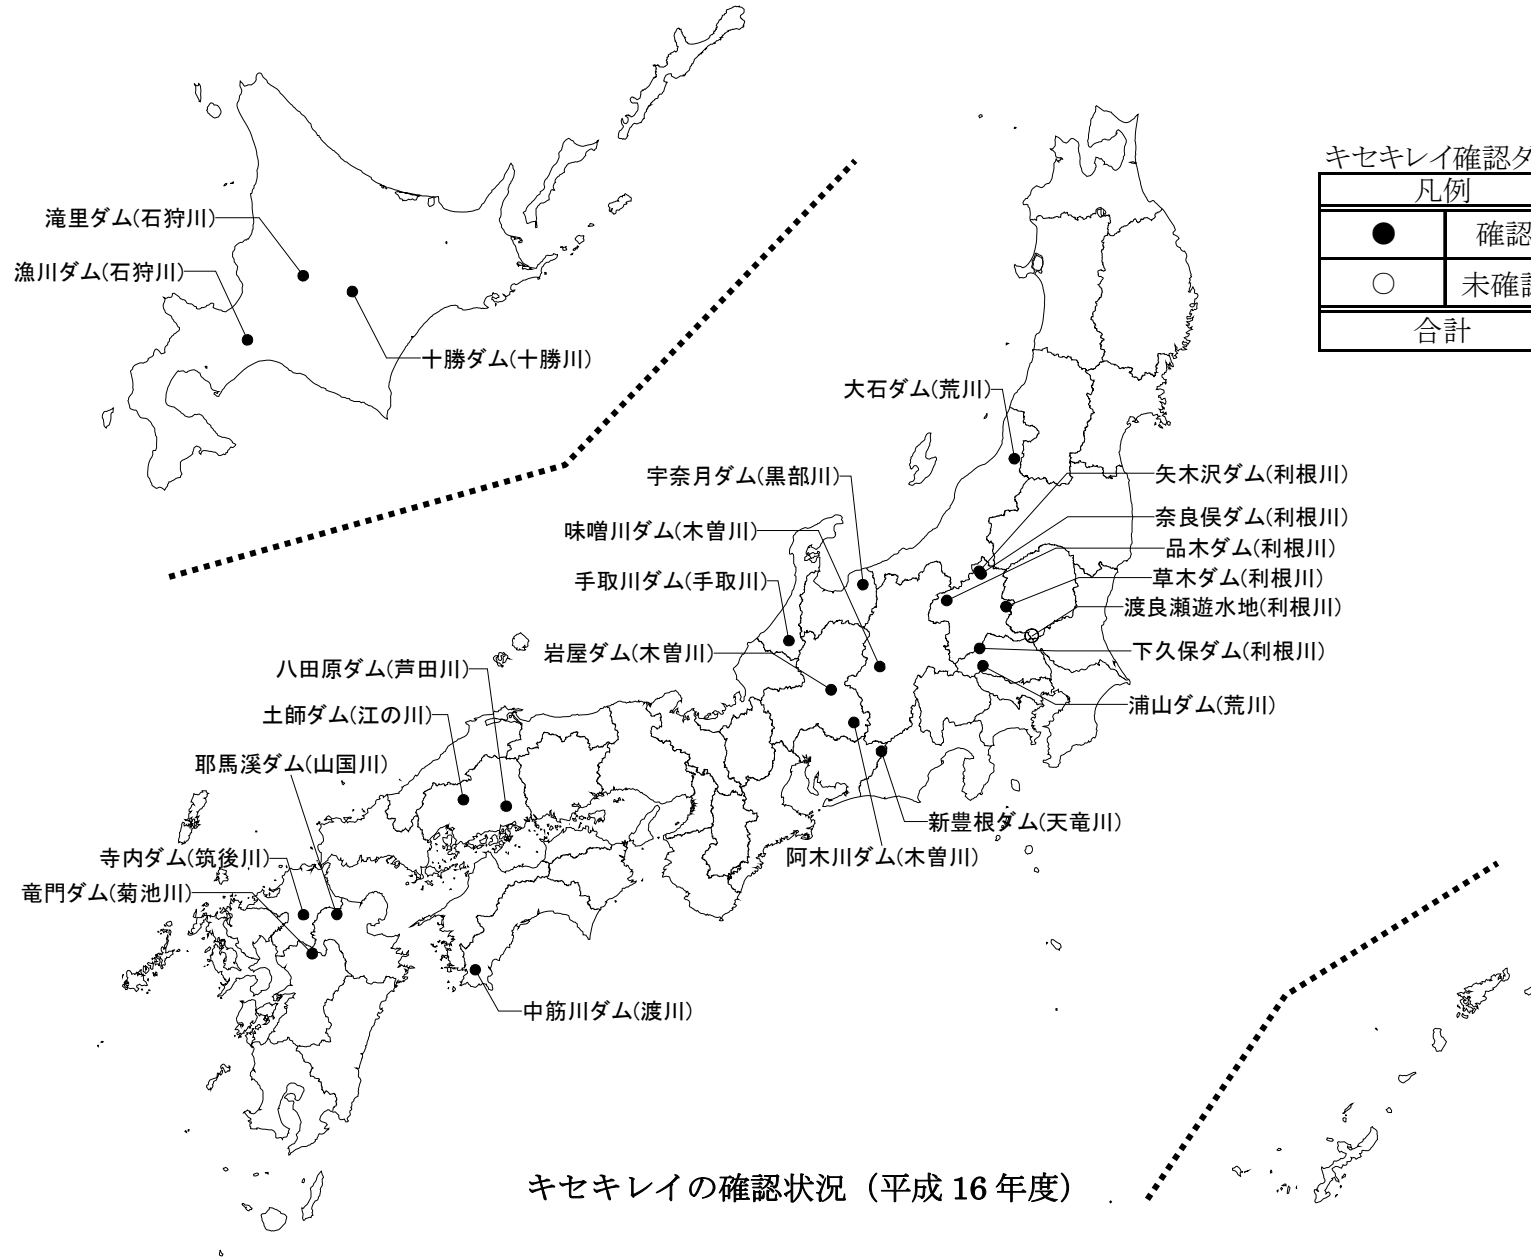 キセキレイ確認ダ
凡例
● 確認
○ 未確認
合計
滝里ダム(石狩川)
漁川ダム(石狩川)
十勝ダム(十勝川)
大石ダム(荒川)
宇奈月ダム(黒部川)
矢木沢ダム(利根川)
奈良俣ダム(利根川)
味噌川ダム(木曽川)
品木ダム(利根川)
手取川ダム(手取川)
草木ダム(利根川)
渡良瀬遊水地(利根川)
岩屋ダム(木曽川)
下久保ダム(利根川)
八田原ダム(芦田川)
浦山ダム(荒川)
土師ダム(江の川)
耶馬溪ダム(山国川)
新豊根ダム(天竜川)
寺内ダム(筑後川)
阿木川ダム(木曽川)
竜門ダム(菊池川)
中筋川ダム(渡川)
キセキレイの確認状況（平成 16 年度）